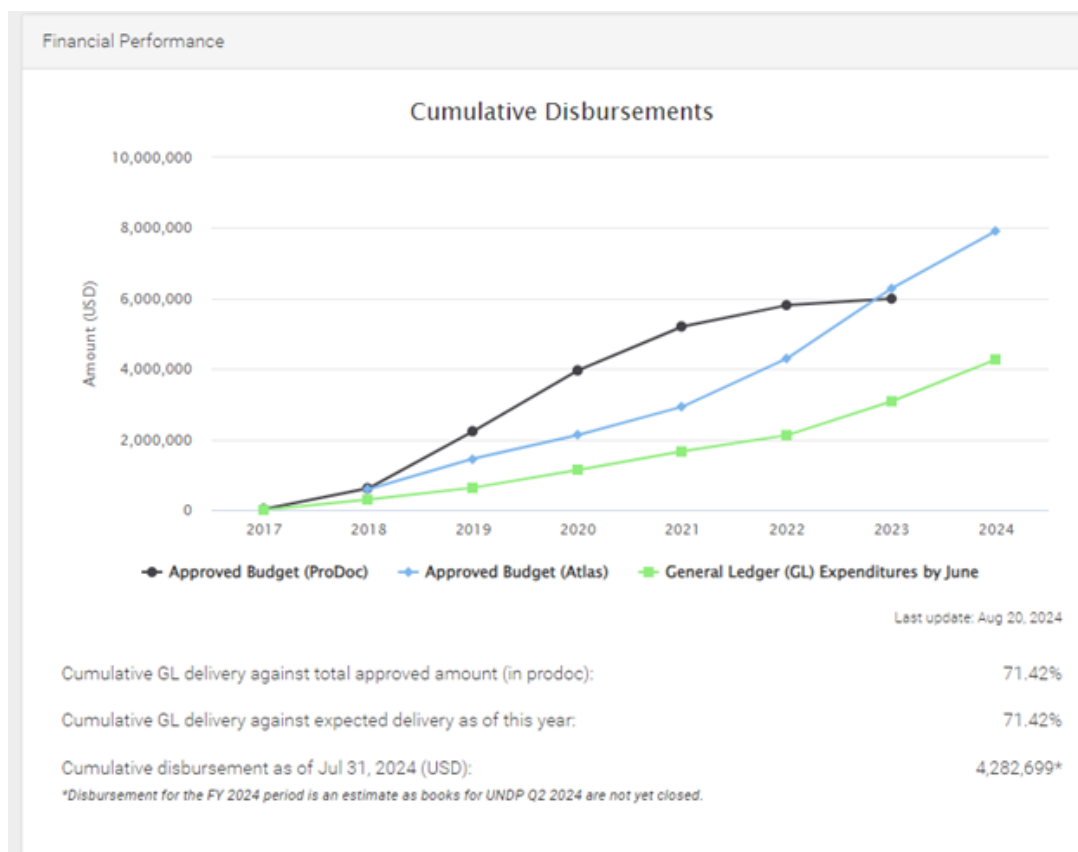 Financial Performance
Cumulative Disbursements
Amount (USD)
10,000,000
8,000,000
6,000,000
4,000,000
2,000,000
0
2017 2018 2019 2020 2021 2022 2023 2024
Approved Budget (ProDoc) Approved Budget (Atlas) General Ledger (GL) Expenditures by June
Last update: Aug 20, 2024
Cumulative GL delivery against total approved amount (in prodoc): 71.42%
Cumulative GL delivery against expected delivery as of this year: 71.42%
Cumulative disbursement as of Jul 31, 2024 (USD): 4,282,699*
*Disbursement for the FY 2024 period is an estimate as books for UNDP Q2 2024 are not yet closed.